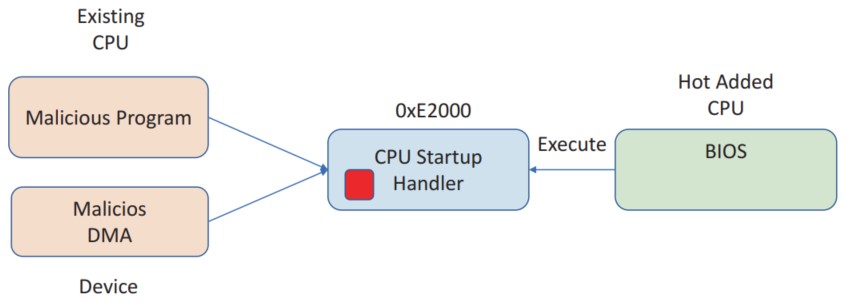 Existing
CPU
Malicious Program
Malicios
DMA
Device
0xE2000
CPU Startup
Handler
Execute
Hot Added
CPU
BIOS